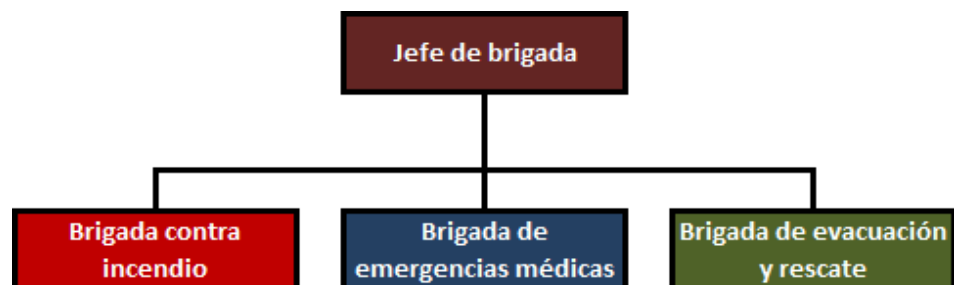 Jefe de brigada
Brigada contra
incendio
Brigada de
emergencias médicas
Brigada de evacuación
y rescate